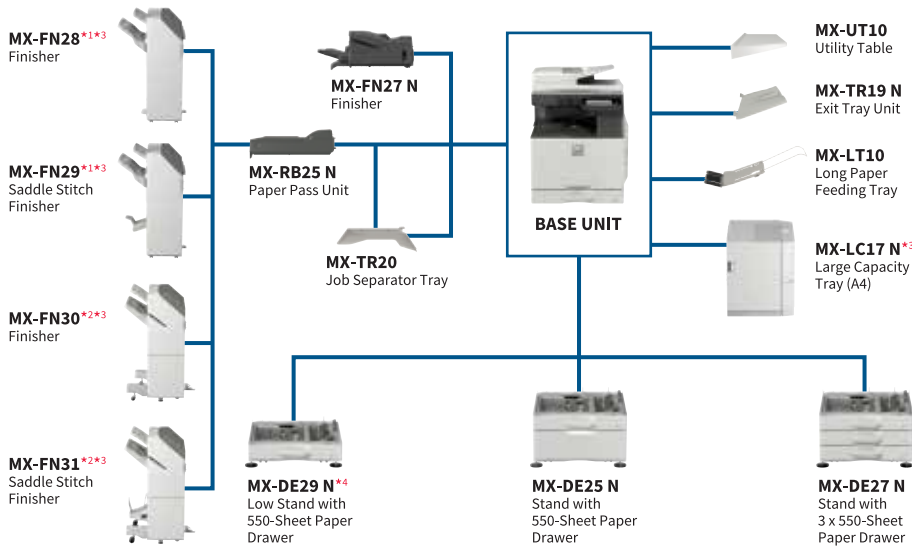 MX-FN28*1*3
Finisher
MX-FN27 N
Finisher
MX-UT10
Utility Table
MX-TR19 N
Exit Tray Unit
MX-FN29*1*3
Saddle Stitch
Finisher
MX-RB25 N
Paper Pass Unit
MX-LT10
Long Paper
Feeding Tray
BASE UNIT
MX-TR20
Job Separator Tray
MX-LC17 N*3
Large Capacity
Tray (A4)
MX-FN30*2*3
Finisher
MX-FN31*2*3
Saddle Stitch
Finisher
MX-DE29 N*4
Low Stand with
550-Sheet Paper
Drawer
MX-DE25 N
Stand with
550-Sheet Paper
Drawer
MX-DE27 N
Stand with
3 x 550-Sheet
Paper Drawer